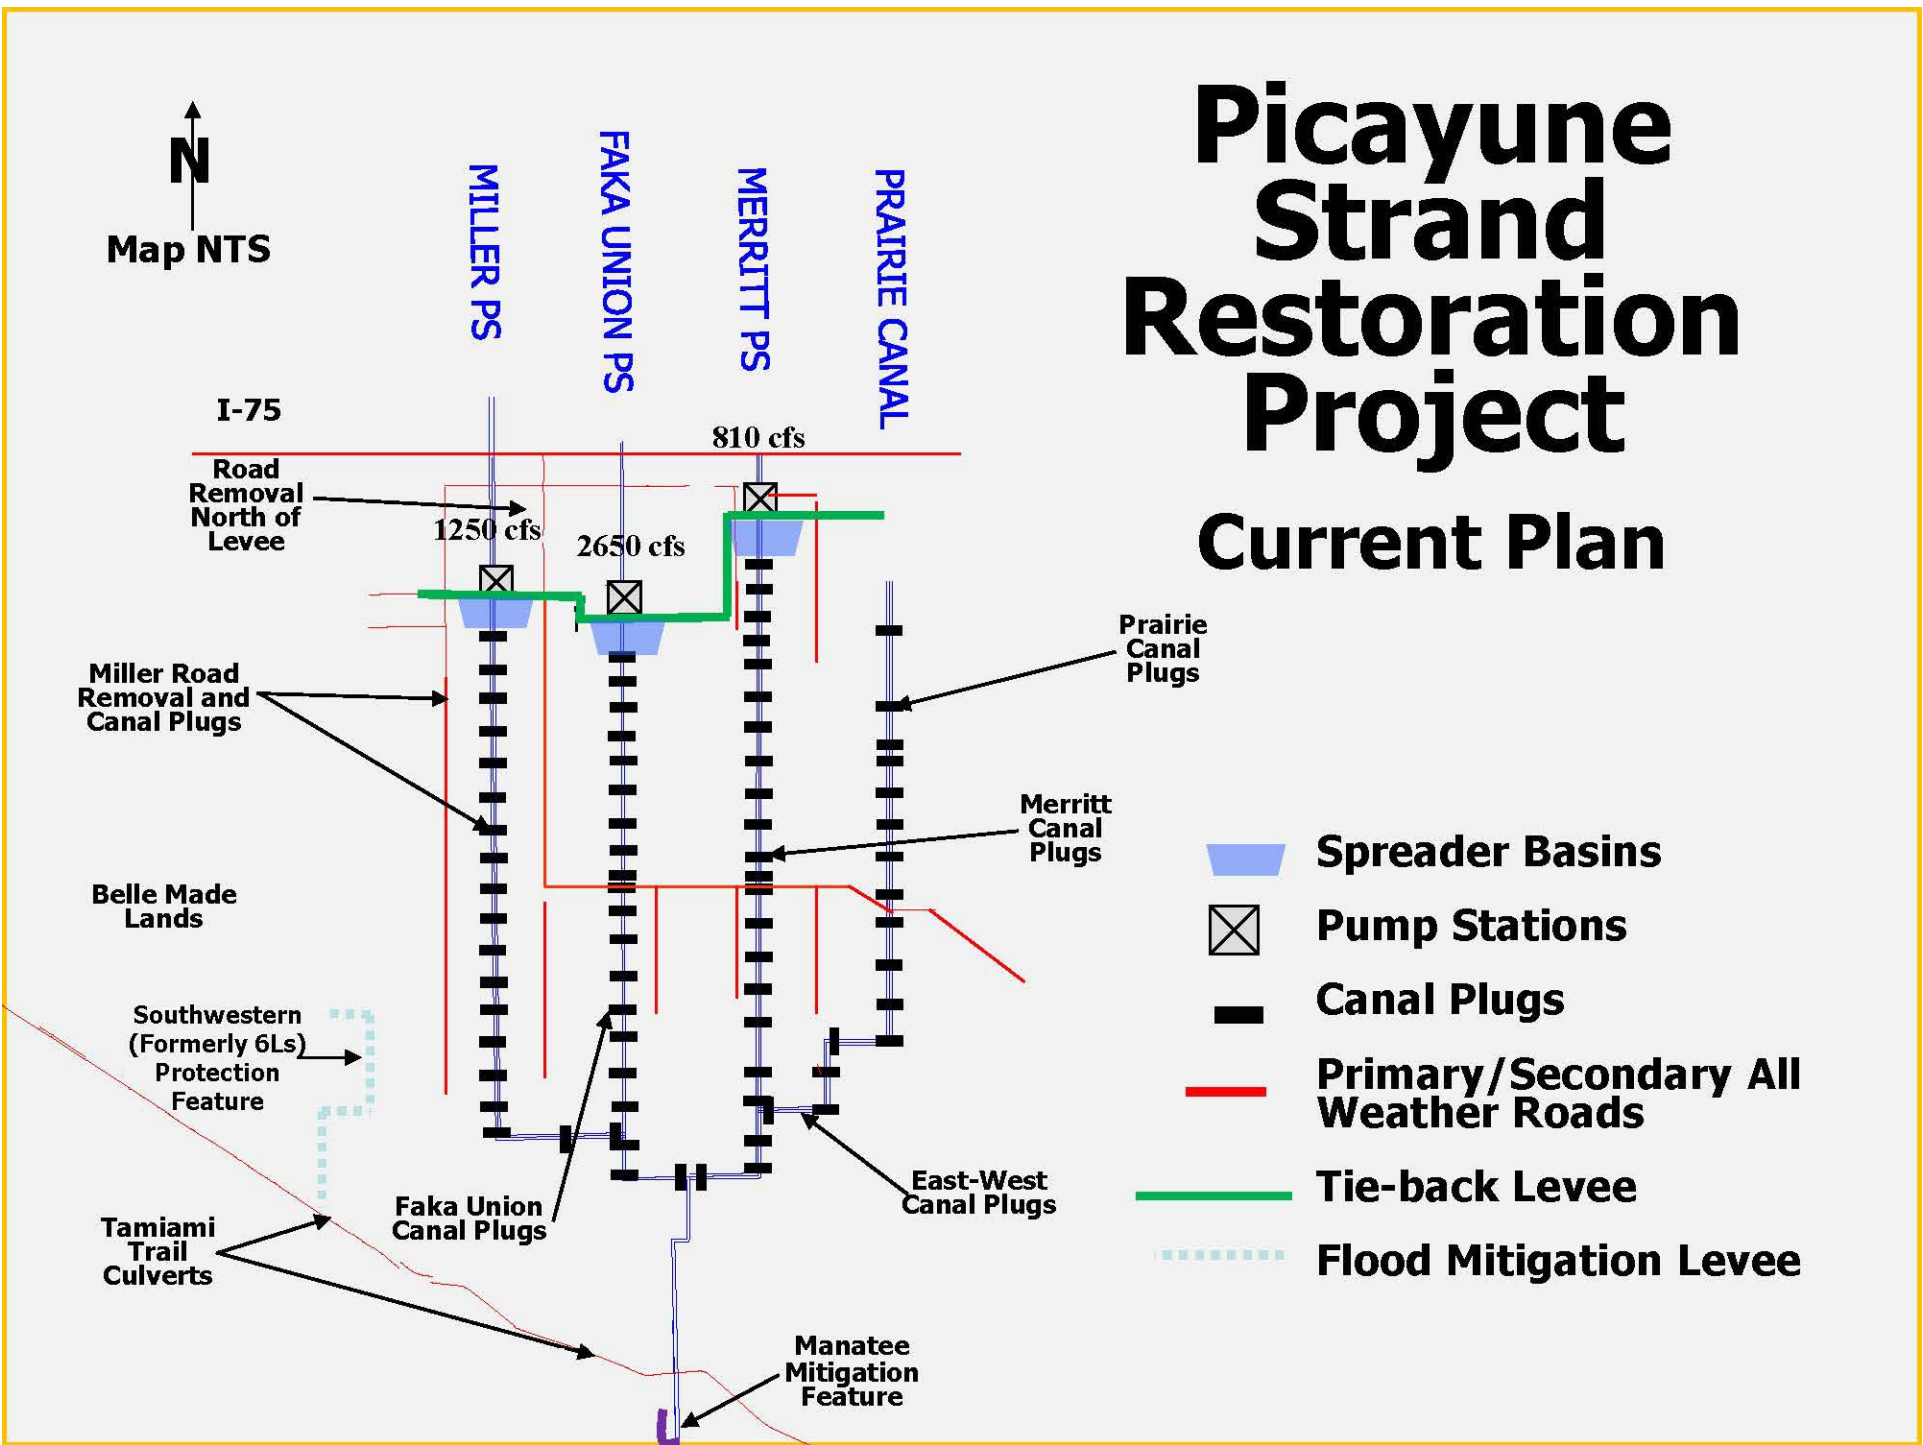 Picayune
Strand
Restoration
Project
Current Plan
N
Map NTS
MILLER PS
FAKA UNION PS
MERRITT PS
PRAIRIE CANAL
I-75
810 cfs
Road
Removal
North of
Levee
1250 cfs
2650 cfs
Prairie
Canal
Plugs
Miller Road
Removal and
Canal Plugs
Merritt
Canal
Plugs
Belle Made
Lands
Southwestern
(Formerly 6Ls)
Protection
Feature
East-West
Canal Plugs
Faka Union
Canal Plugs
Tamiami
Trail
Culverts
Manatee
Mitigation
Feature
Spreader Basins
Pump Stations
Canal Plugs
Primary/Secondary All
Weather Roads
Tie-back Levee
Flood Mitigation Levee